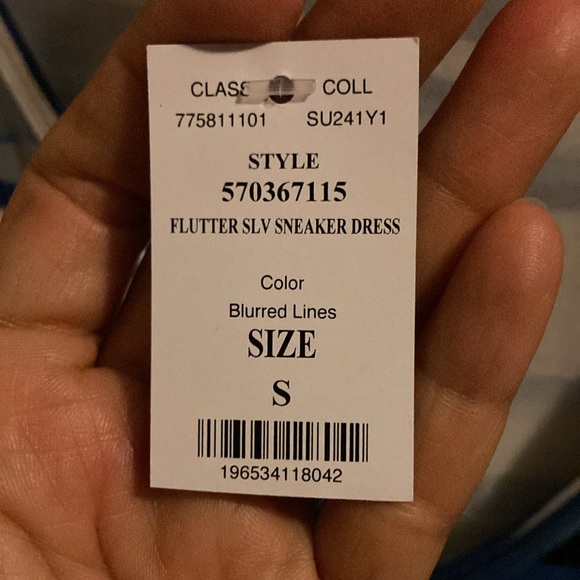 CLASS COLL
775811101 SU241Y1
STYLE
570367115
FLUTTER SLV SNEAKER DRESS
Color
Blurred Lines
SIZE
S
196534118042